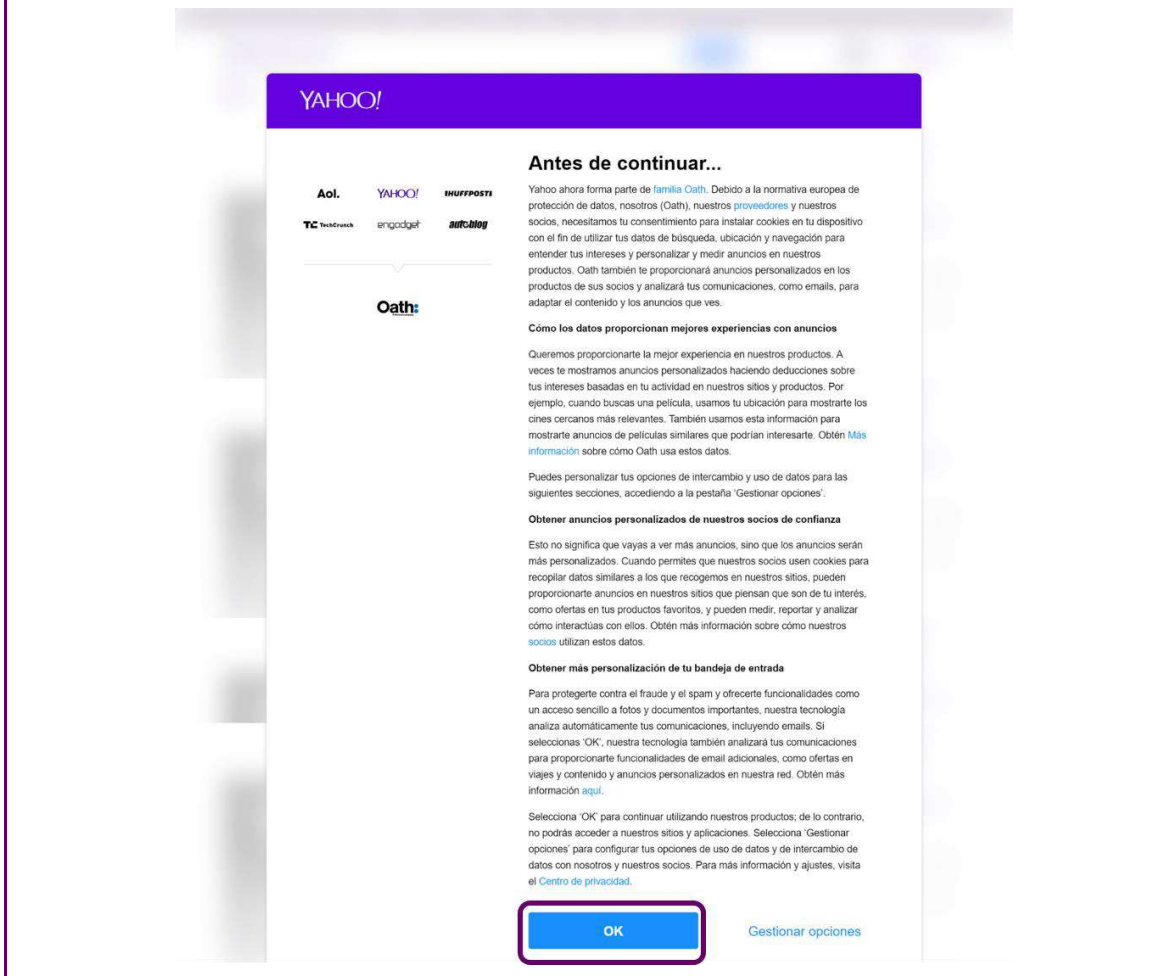 YAHOO!
Aol. YAHOO! HUFFPOST
TC TechCrunch engadget autoblog
Oath:
Antes de continuar...
Yahoo ahora forma parte de familia Oath. Debido a la normativa europea de
protección de datos, nosotros (Oath), nuestros proveedores y nuestros
socios, necesitamos tu consentimiento para instalar cookies en tu dispositivo
con el fin de utilizar tus datos de búsqueda, ubicación y navegación para
entender tus intereses y personalizar y medir anuncios en nuestros
productos. Oath también te proporcionará anuncios personalizados en los
productos de sus socios y analizará tus comunicaciones, como emails, para
adaptar el contenido y los anuncios que ves.
Cómo los datos proporcionan mejores experiencias con anuncios
Queremos proporcionarte la mejor experiencia en nuestros productos. A
veces te mostramos anuncios personalizados haciendo deducciones sobre
tus intereses basadas en tu actividad en nuestros sitios y productos. Por
ejemplo, cuando buscas una película, usamos tu ubicación para mostrarte los
cines cercanos más relevantes. También usamos esta información para
mostrarte anuncios de películas similares que podrían interesarte. Obtén Más
información sobre cómo Oath usa estos datos.
Puedes personalizar tus opciones de intercambio y uso de datos para las
siguientes secciones, accediendo a la pestaña 'Gestionar opciones'.
Obtener anuncios personalizados de nuestros socios de confianza
Esto no significa que vayas a ver más anuncios, sino que los anuncios serán
más personalizados. Cuando permites que nuestros socios usen cookies para
recopilar datos similares a los que recogemos en nuestros sitios, pueden
proporcionarte anuncios en nuestros sitios que piensan que son de tu interés,
como ofertas en tus productos favoritos, y pueden medir, reportar y analizar
cómo interactúas con ellos. Obtén más información sobre cómo nuestros
socios utilizan estos datos.
Obtener más personalización de tu bandeja de entrada
Para protegerte contra el fraude y el spam y ofrecerte funcionalidades como
un acceso sencillo a fotos y documentos importantes, nuestra tecnología
analiza automáticamente tus comunicaciones, incluyendo emails. Si
seleccionas 'OK', nuestra tecnología también analizará tus comunicaciones
para proporcionarte funcionalidades de email adicionales, como ofertas en
viajes y contenido y anuncios personalizados en nuestra red. Obtén más
información aquí.
Selecciona 'OK' para continuar utilizando nuestros productos; de lo contrario,
no podrás acceder a nuestros sitios y aplicaciones. Selecciona 'Gestionar
opciones' para configurar tus opciones de uso de datos y de intercambio de
datos con nosotros y nuestros socios. Para más información y ajustes, visita
el Centro de privacidad.
OK Gestionar opciones